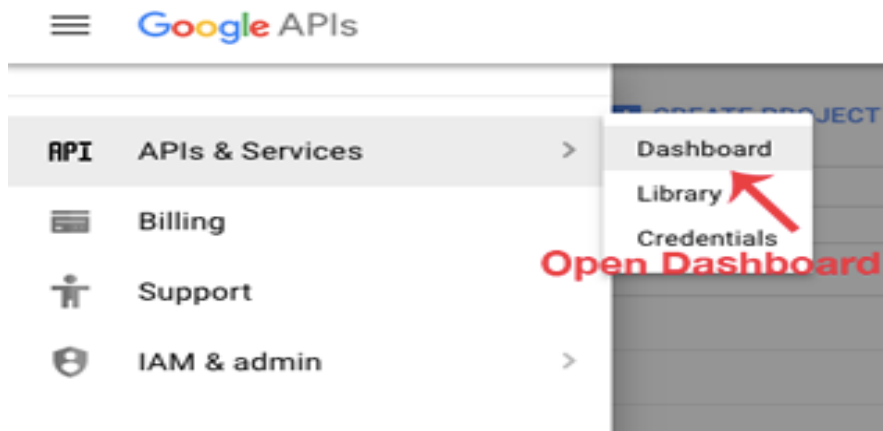 Google APIs
CREATE PROJECT
API APIs & Services
Dashboard
Library
Credentials
Open Dashboard
Billing
Support
IAM & admin